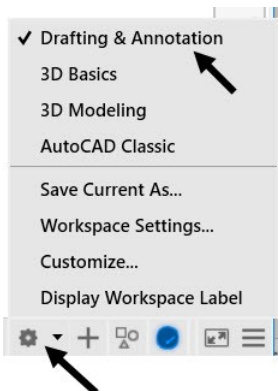 Drafting & Annotation
3D Basics
3D Modeling
AutoCAD Classic
Save Current As...
Workspace Settings...
Customize...
Display Workspace Label